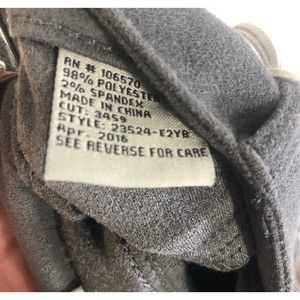 RN # 106570
98% POLYESTER
2% SPANDEX
MADE IN CHINA
CUT: 3459
STYLE: 23524-E2YB
Apr. 2016
SEE REVERSE FOR CARE